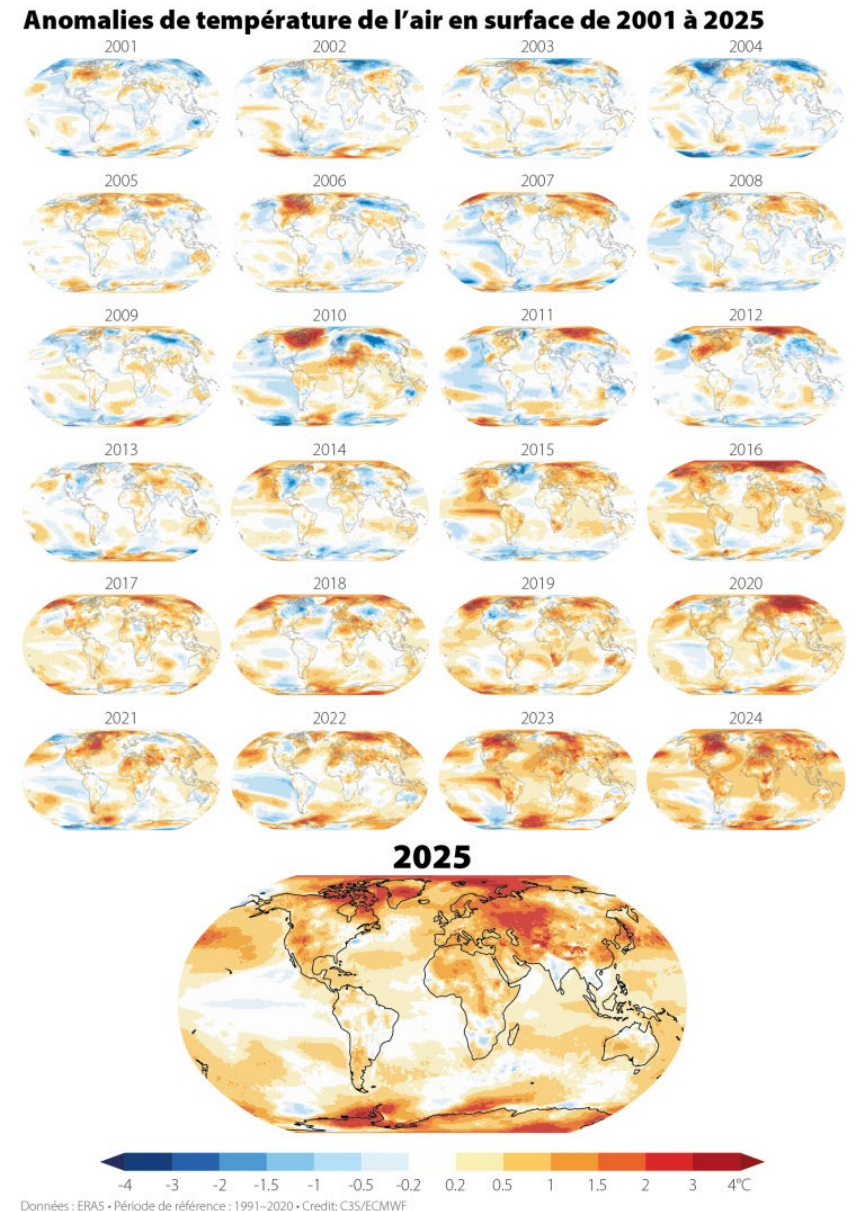 Anomalies de température de l’air en surface de 2001 à 2025
2001 2002 2003 2004
2005 2006 2007 2008
2009 2010 2011 2012
2013 2014 2015 2016
2017 2018 2019 2020
2021 2022 2023 2024
2025
-4 -3 -2 -1.5 -1 -0.5 -0.2 0.2 0.5 1 1.5 2 3 4°C
Données : ERA5 • Période de référence : 1991–2020 • Credit: C3S/ECMWF